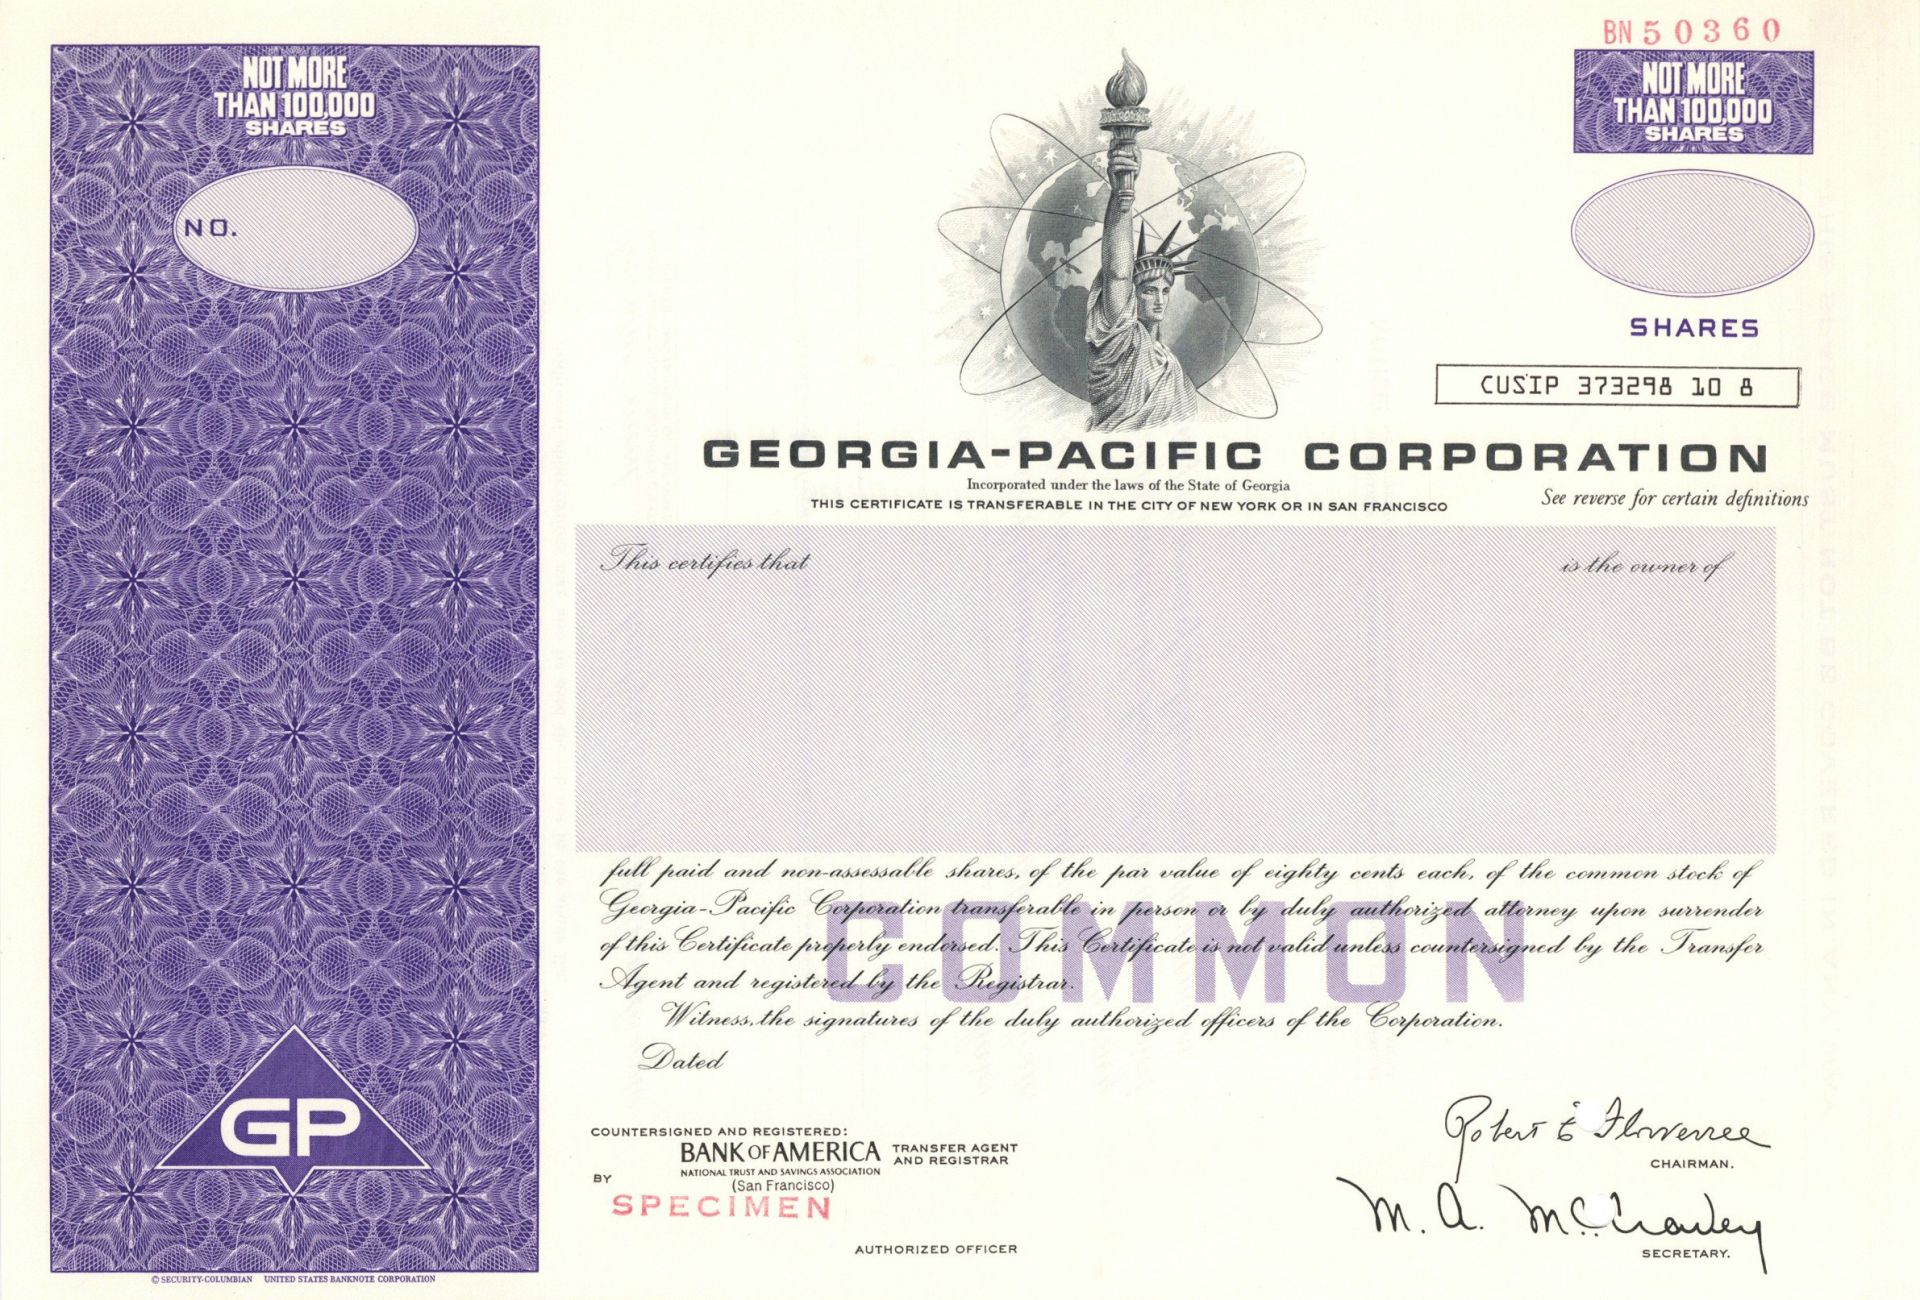 BN 50360
NOT MORE
THAN 100,000
SHARES
NOT MORE
THAN 100,000
SHARES
NO.
SHARES
CUSIP 373298 10 8
GEORGIA-PACIFIC CORPORATION
Incorporated under the laws of the State of Georgia
THIS CERTIFICATE IS TRANSFERABLE IN THE CITY OF NEW YORK OR IN SAN FRANCISCO
See reverse for certain definitions
This certifies that
is the owner of
full paid and non-assessable shares, of the par value of eighty cents each, of the common stock of
Georgia-Pacific Corporation transferable in person or by duly authorized attorney upon surrender
of this Certificate properly endorsed. This Certificate is not valid unless countersigned by the Transfer
Agent and registered by the Registrar.
COMMON
Witness, the signatures of the duly authorized officers of the Corporation.
Dated
COUNTERSIGNED AND REGISTERED:
BANK OF AMERICA
NATIONAL TRUST AND SAVINGS ASSOCIATION
(San Francisco)
TRANSFER AGENT
AND REGISTRAR
BY
SPECIMEN
AUTHORIZED OFFICER
Robert E Flowerree
CHAIRMAN.
M. A. McCravey
SECRETARY.
GP
© SECURITY-COLUMBIAN UNITED STATES BANKNOTE CORPORATION